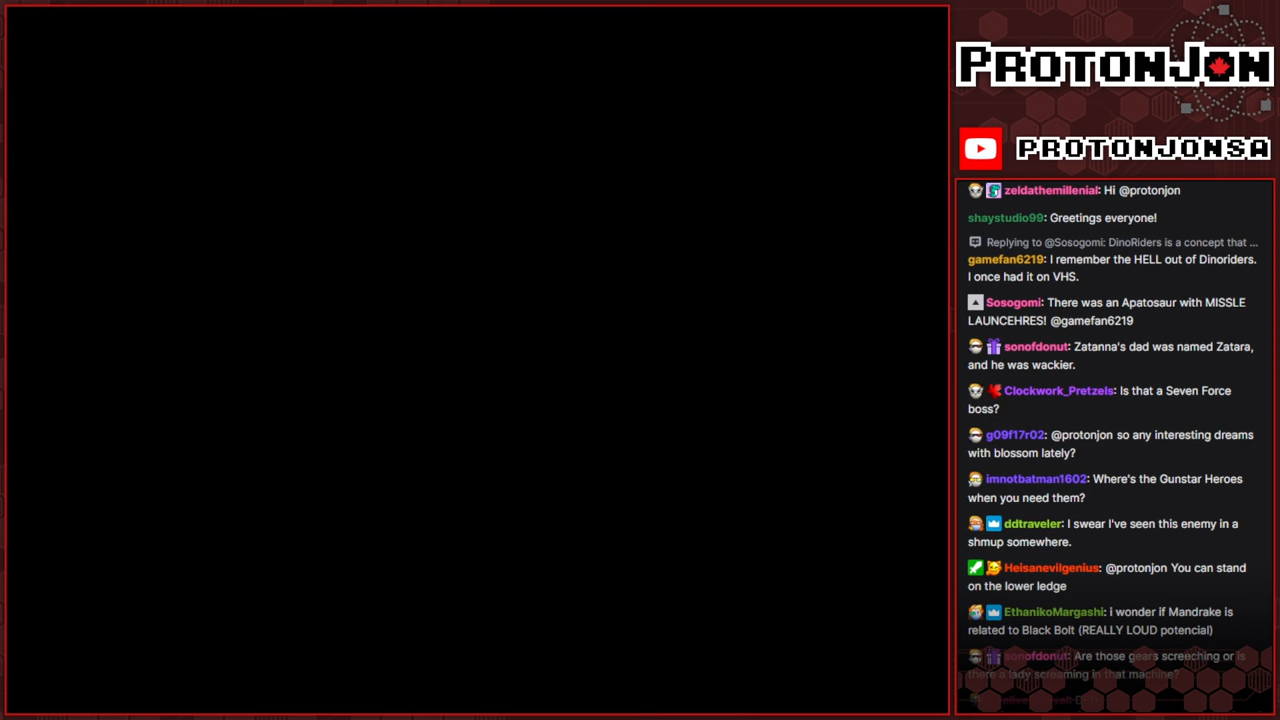 PROTONJON
PROTONJONSA
zeldathemillenial: Hi @protonjon
shaystudio99: Greetings everyone!
Replying to @Sosogomi: DinoRiders is a concept that ...
gamefan6219: I remember the HELL out of Dinoriders.
I once had it on VHS.
Sosogomi: There was an Apatosaur with MISSLE
LAUNCEHRES! @gamefan6219
sonofdonut: Zatanna's dad was named Zatara,
and he was wackier.
Clockwork_Pretzels: Is that a Seven Force
boss?
g09f17r02: @protonjon so any interesting dreams
with blossom lately?
imnotbatman1602: Where's the Gunstar Heroes
when you need them?
ddtraveler: I swear I've seen this enemy in a
shmup somewhere.
Heisanevilgenius: @protonjon You can stand
on the lower ledge
EthanikoMargashi: i wonder if Mandrake is
related to Black Bolt (REALLY LOUD potencial)
sonofdonut: Are those gears screeching or is
there a lady screaming in that machine?